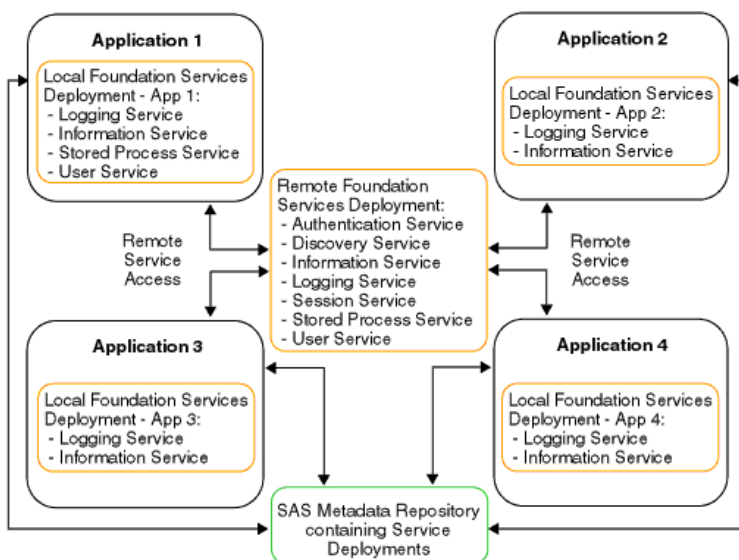 Application 1
Local Foundation Services
Deployment - App 1:
- Logging Service
- Information Service
- Stored Process Service
- User Service
Application 2
Local Foundation Services
Deployment - App 2:
- Logging Service
- Information Service
Remote Foundation
Services Deployment:
- Authentication Service
- Discovery Service
- Information Service
- Logging Service
- Session Service
- Stored Process Service
- User Service
Remote
Service
Access
Remote
Service
Access
Application 3
Local Foundation Services
Deployment - App 3:
- Logging Service
- Information Service
Application 4
Local Foundation Services
Deployment - App 4:
- Logging Service
- Information Service
SAS Metadata Repository
containing Service
Deployments